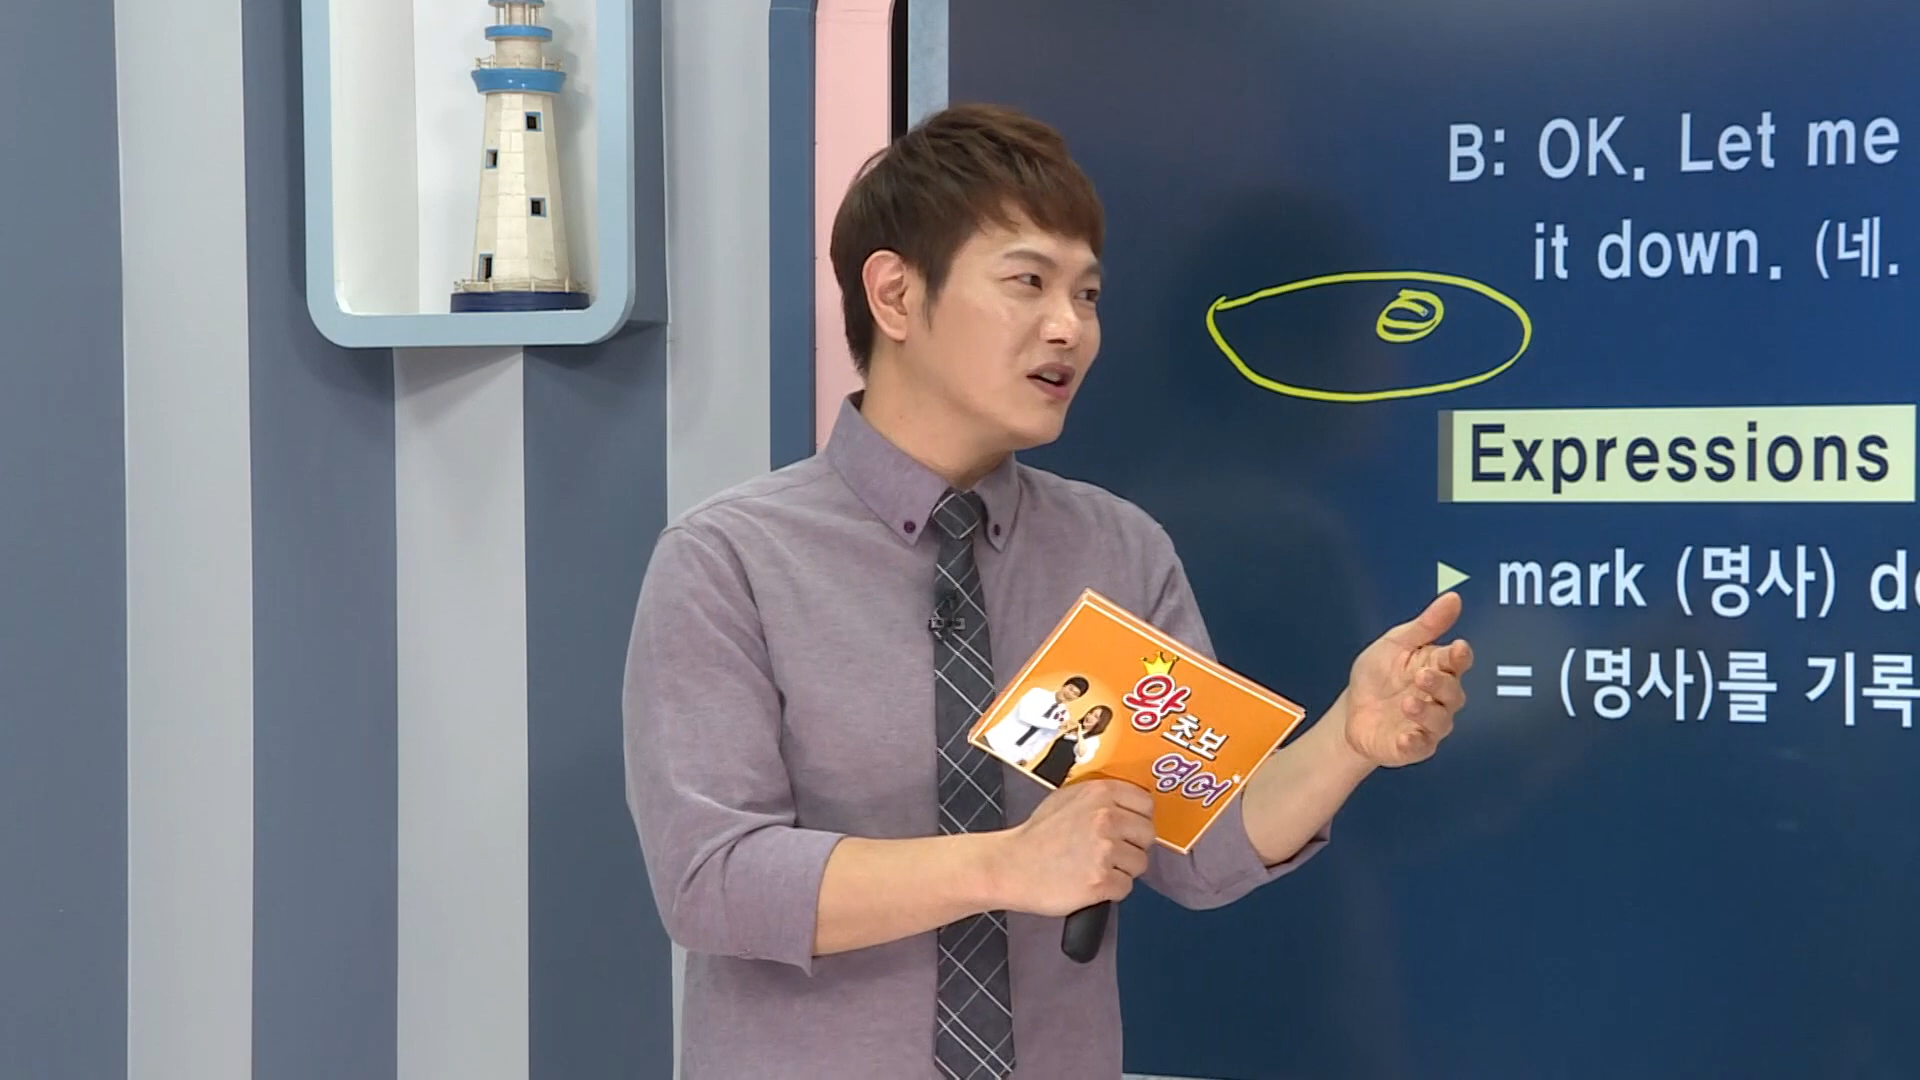 B: OK. Let me
it down. (네.
Expressions
▶ mark (명사)
= (명사)를 기록
왕초보
영어